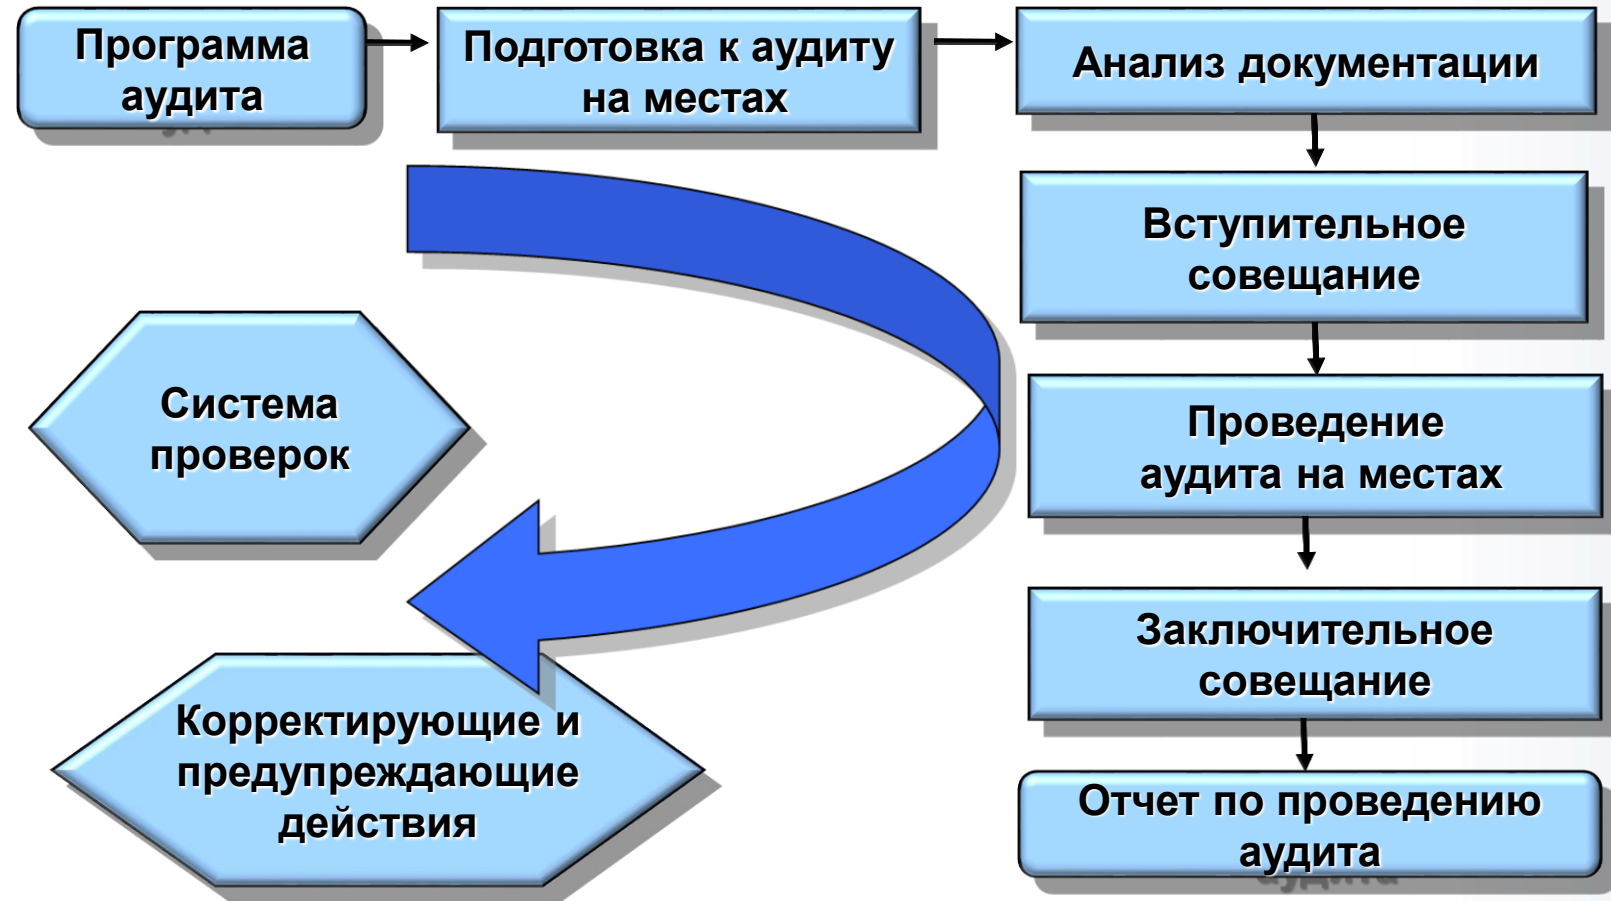 Программа
аудита
Подготовка к аудиту
на местах
Анализ документации
Вступительное
совещание
Система
проверок
Проведение
аудита на местах
Заключительное
совещание
Корректирующие и
предупреждающие
действия
Отчет по проведению
аудита